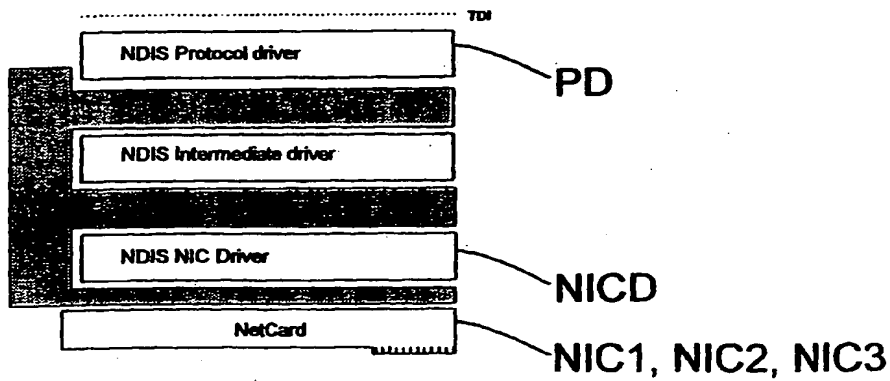 TDI
NDIS Protocol driver
PD
NDIS Intermediate driver
NDIS NIC Driver
NICD
NetCard
NIC1, NIC2, NIC3